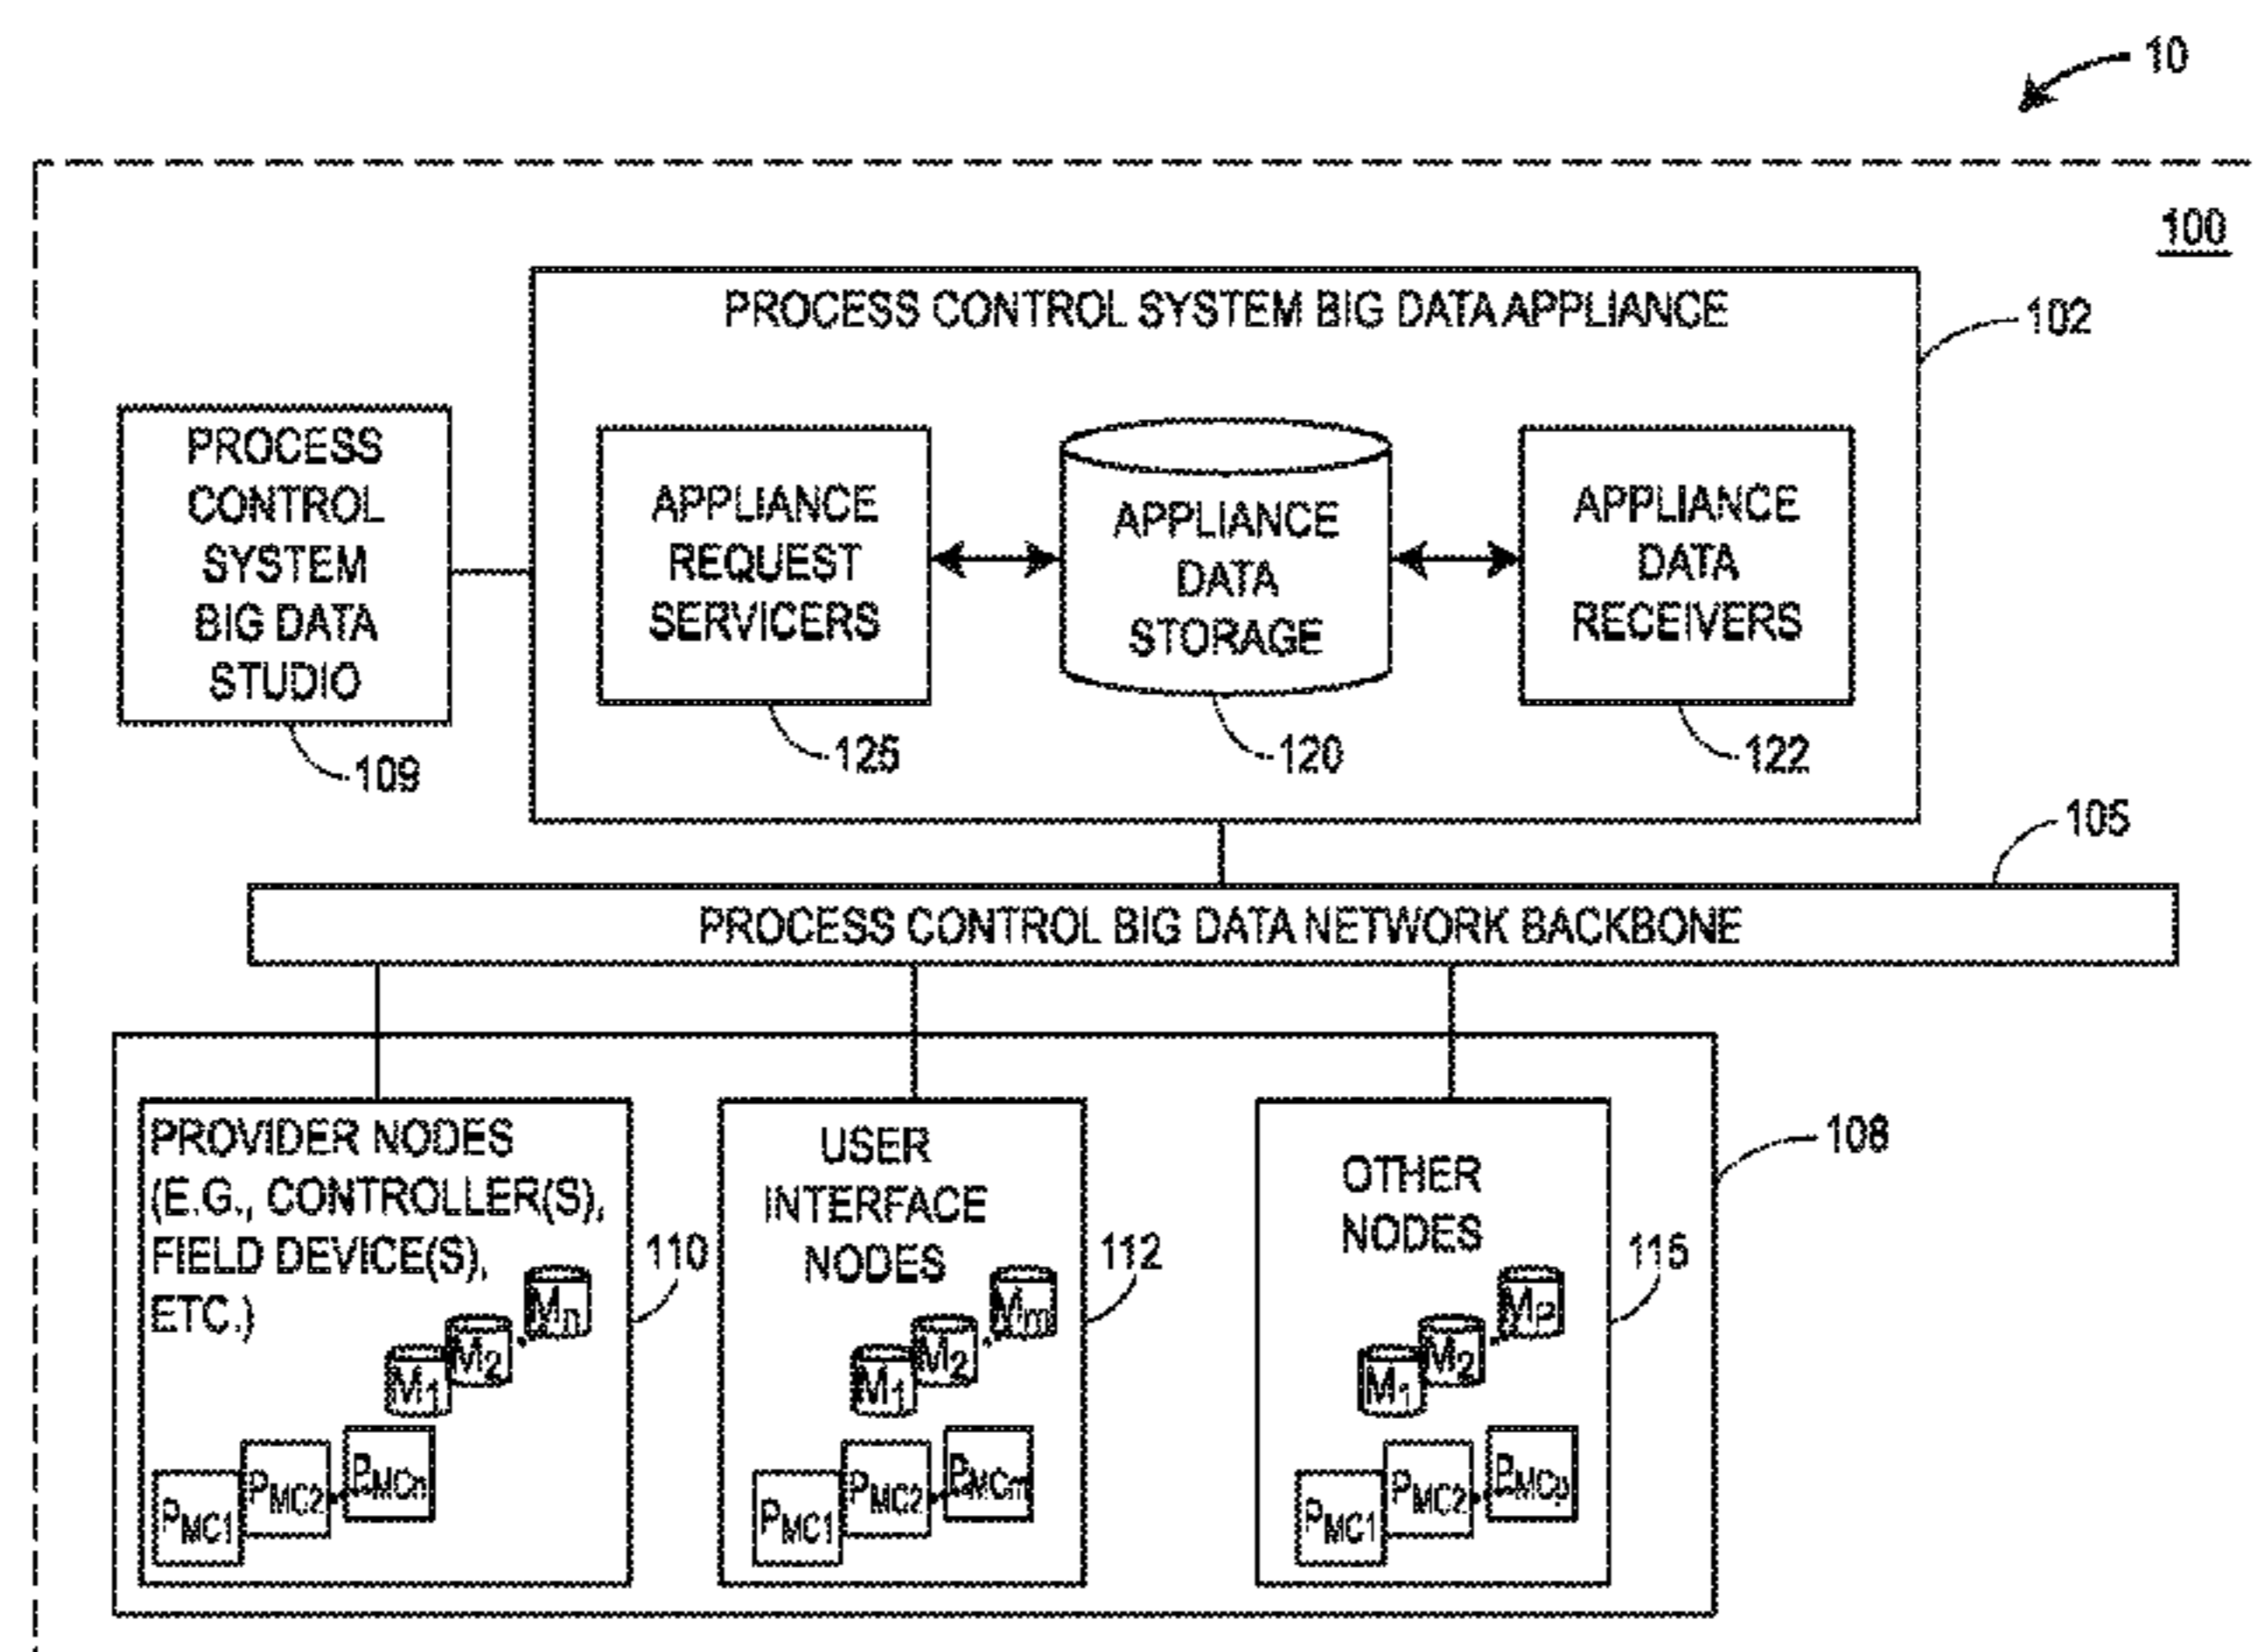 10
100
PROCESS CONTROL SYSTEM BIG DATA APPLIANCE
102
PROCESS
CONTROL
SYSTEM
BIG DATA
STUDIO
109
APPLIANCE
REQUEST
SERVICERS
125
APPLIANCE
DATA
STORAGE
120
APPLIANCE
DATA
RECEIVERS
122
105
PROCESS CONTROL BIG DATA NETWORK BACKBONE
108
PROVIDER NODES
(E.G., CONTROLLER(S),
FIELD DEVICE(S),
ETC.)
110
M1 M2 Mn
PMC1 PMC2 PMCn
USER
INTERFACE
NODES
112
M1 M2 Mm
PMC1 PMC2 PMCm
OTHER
NODES
115
M1 M2 MP
PMC1 PMC2 PMCp